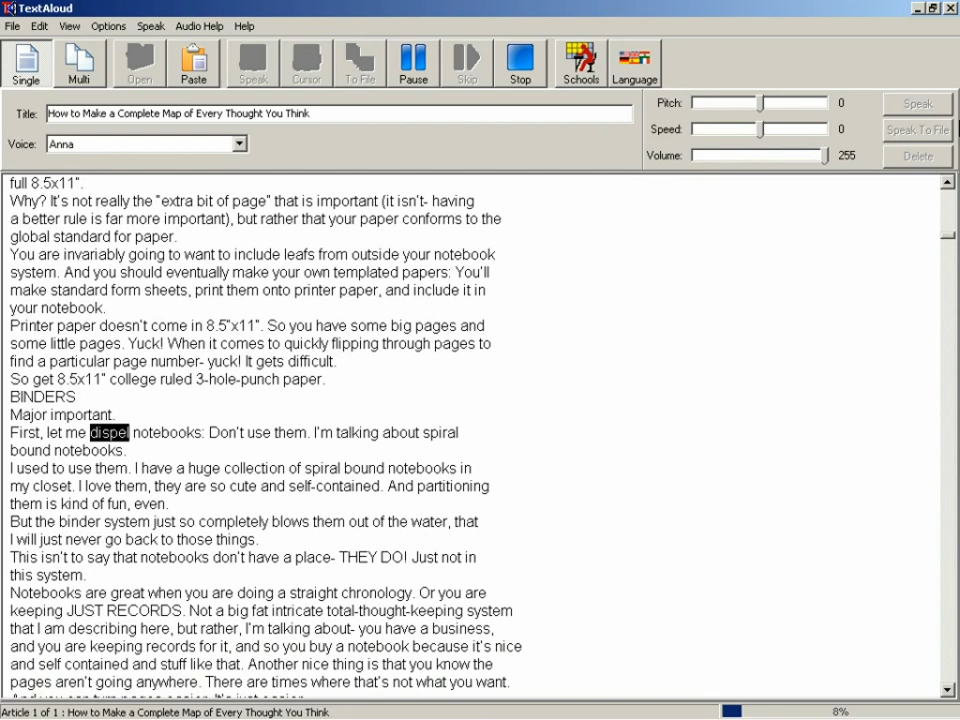 TextAloud
File Edit View Options Speak Audio Help Help
Single Multi Open Paste Speak Cursor To File Pause Skip Stop Schools Language
Title: How to Make a Complete Map of Every Thought You Think
Voice: Anna
Pitch: 0 Speak
Speed: 0 Speak To File
Volume: 255 Delete
full 8.5x11".
Why? It's not really the "extra bit of page" that is important (it isn't- having
a better rule is far more important), but rather that your paper conforms to the
global standard for paper.
You are invariably going to want to include leafs from outside your notebook
system. And you should eventually make your own templated papers: You'll
make standard form sheets, print them onto printer paper, and include it in
your notebook.
Printer paper doesn't come in 8.5"x11". So you have some big pages and
some little pages. Yuck! When it comes to quickly flipping through pages to
find a particular page number- yuck! It gets difficult.
So get 8.5x11" college ruled 3-hole-punch paper.
BINDERS
Major important.
First, let me dispel notebooks: Don't use them. I'm talking about spiral
bound notebooks.
I used to use them. I have a huge collection of spiral bound notebooks in
my closet. I love them, they are so cute and self-contained. And partitioning
them is kind of fun, even.
But the binder system just so completely blows them out of the water, that
I will just never go back to those things.
This isn't to say that notebooks don't have a place- THEY DO! Just not in
this system.
Notebooks are great when you are doing a straight chronology. Or you are
keeping JUST RECORDS. Not a big fat intricate total-thought-keeping system
that I am describing here, but rather, I'm talking about- you have a business,
and you are keeping records for it, and so you buy a notebook because it's nice
and self contained and stuff like that. Another nice thing is that you know the
pages aren't going anywhere. There are times where that's not what you want.
And you can turn pages easier. It's just easier
Article 1 of 1 : How to Make a Complete Map of Every Thought You Think 8%